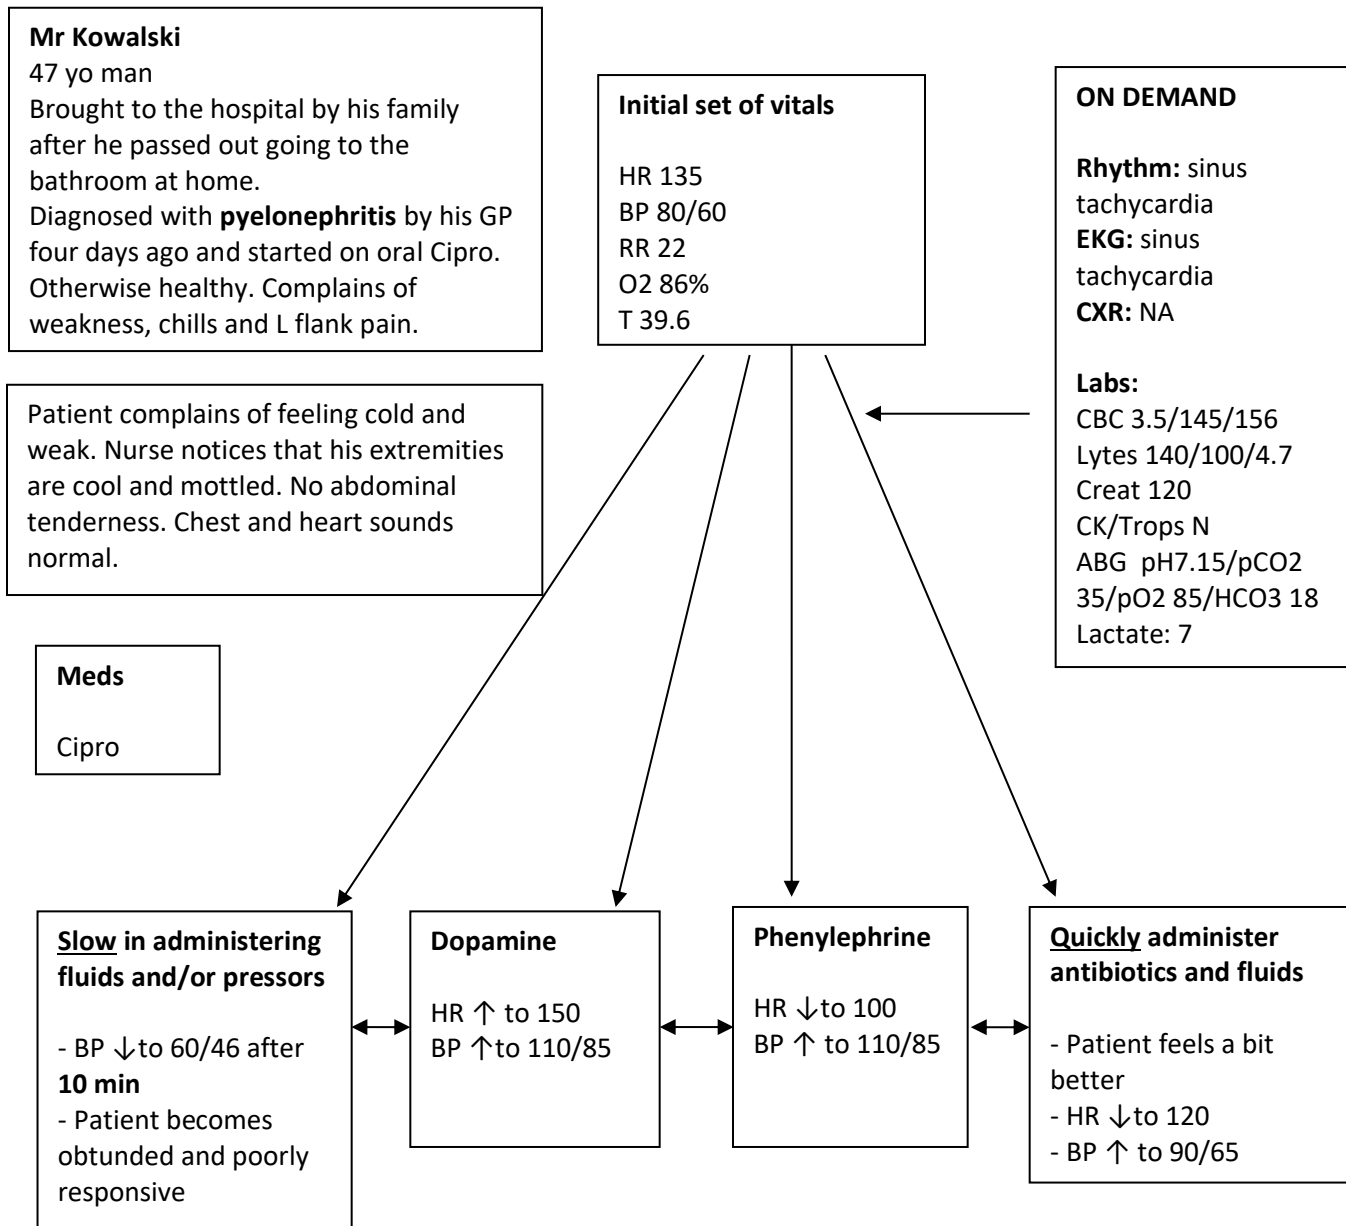 Mr Kowalski
47 yo man
Brought to the hospital by his family
after he passed out going to the
bathroom at home.
Diagnosed with pyelonephritis by his GP
four days ago and started on oral Cipro.
Otherwise healthy. Complains of
weakness, chills and L flank pain.
Initial set of vitals
HR 135
BP 80/60
RR 22
O2 86%
T 39.6
ON DEMAND
Rhythm: sinus
tachycardia
EKG: sinus
tachycardia
CXR: NA
Labs:
CBC 3.5/145/156
Lytes 140/100/4.7
Creat 120
CK/Trops N
ABG  pH7.15/pCO2
35/pO2 85/HCO3 18
Lactate: 7
Patient complains of feeling cold and
weak. Nurse notices that his extremities
are cool and mottled. No abdominal
tenderness. Chest and heart sounds
normal.
Meds
Cipro
Slow in administering
fluids and/or pressors
- BP ↓to 60/46 after
10 min
- Patient becomes
obtunded and poorly
responsive
Dopamine
HR ↑ to 150
BP ↑to 110/85
Phenylephrine
HR ↓to 100
BP ↑ to 110/85
Quickly administer
antibiotics and fluids
- Patient feels a bit
better
- HR ↓to 120
- BP ↑ to 90/65